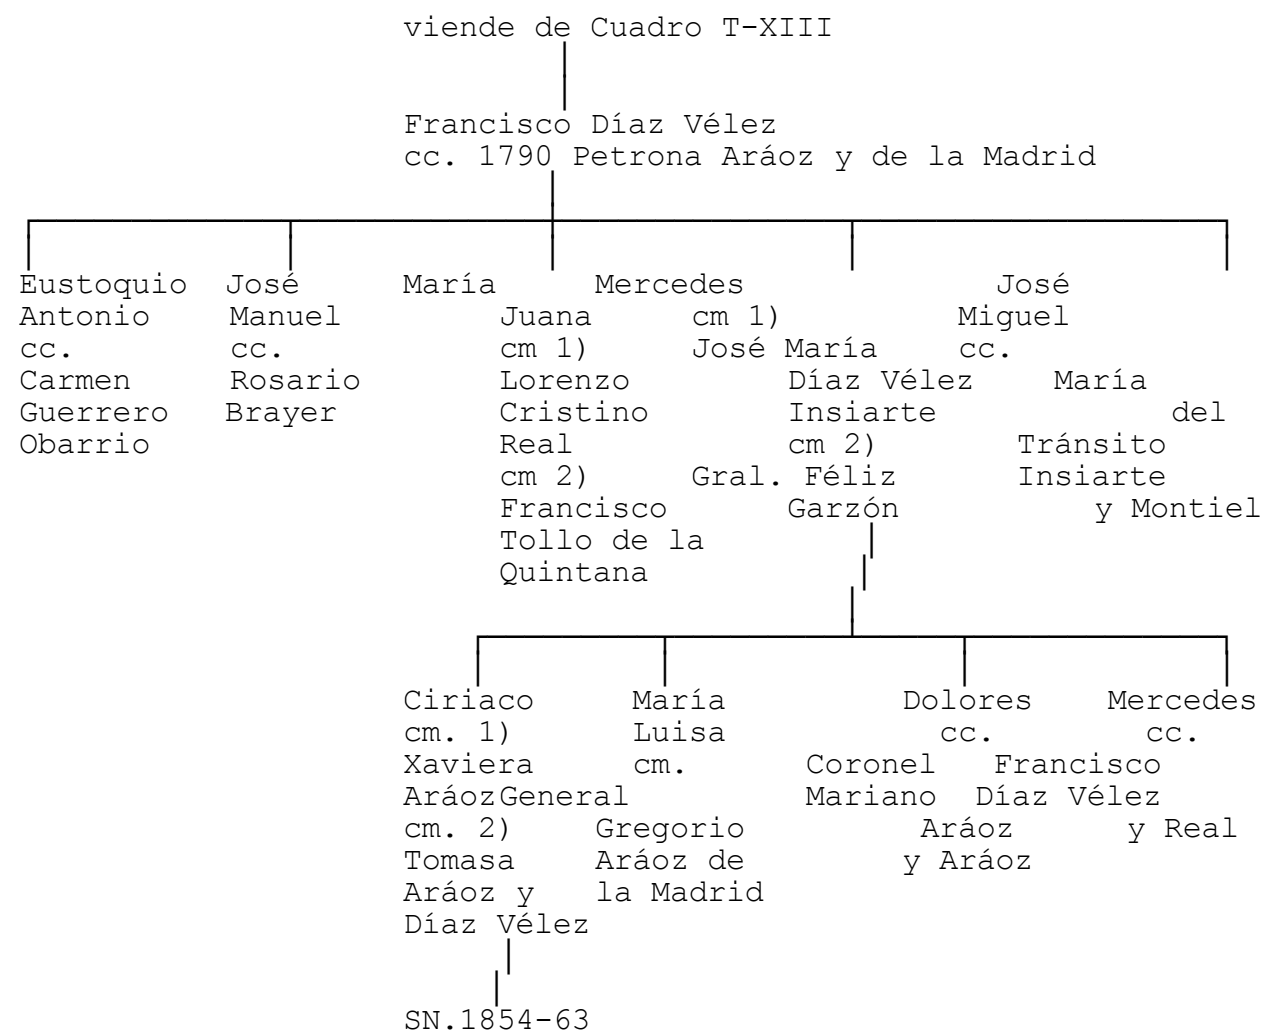 viende de Cuadro T-XIII
Francisco Díaz Vélez
cc. 1790 Petrona Aráoz y de la Madrid
Eustoquio José María Mercedes José
Antonio Manuel Juana cm 1) Miguel
cc. cc. cm 1) José María cc.
Carmen Rosario Lorenzo Díaz Vélez María
Guerrero Brayer Cristino Insiarte del
Obarrio Real cm 2) Tránsito
cm 2) Gral. Féliz Insiarte
Francisco Garzón y Montiel
Tollo de la
Quintana
Ciriaco María Dolores Mercedes
cm. 1) Luisa cc. cc.
Xaviera cm. Coronel Francisco
AráozGeneral Mariano Díaz Vélez
cm. 2) Gregorio Aráoz y Real
Tomasa Aráoz de y Aráoz
Aráoz y la Madrid
Díaz Vélez
SN.1854-63